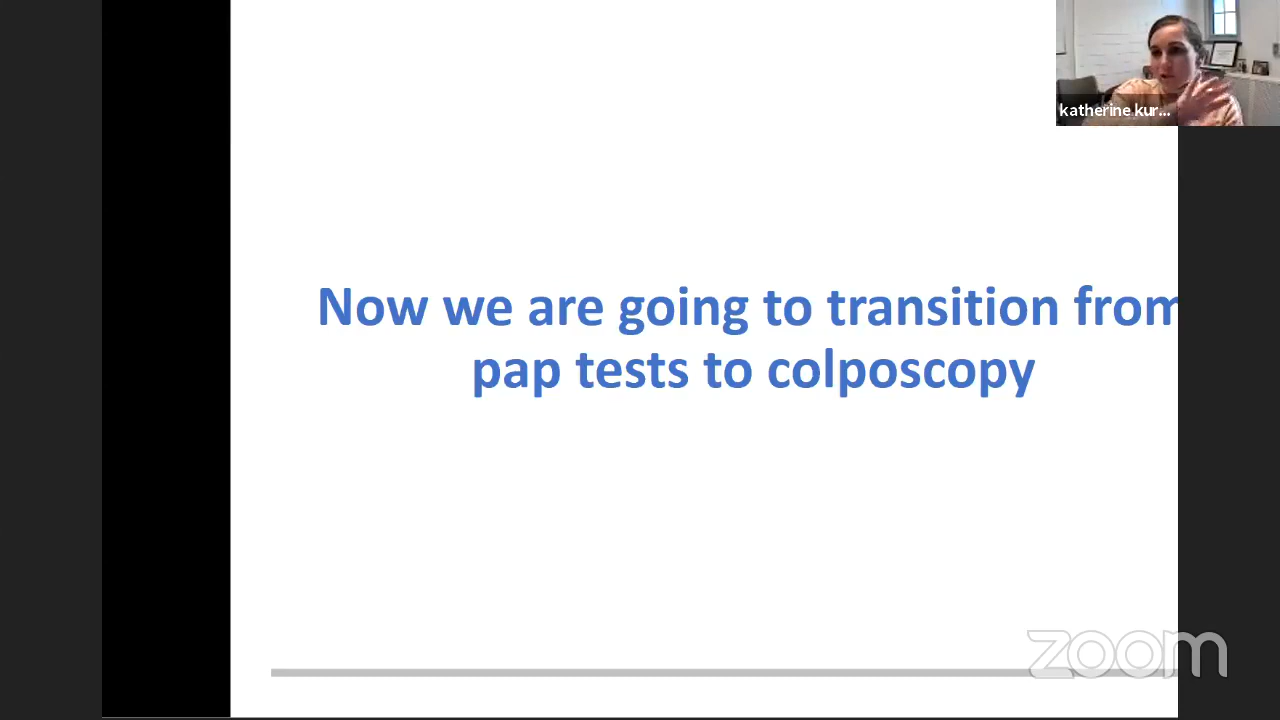 katherine kur...
Now we are going to transition from
pap tests to colposcopy
zoom